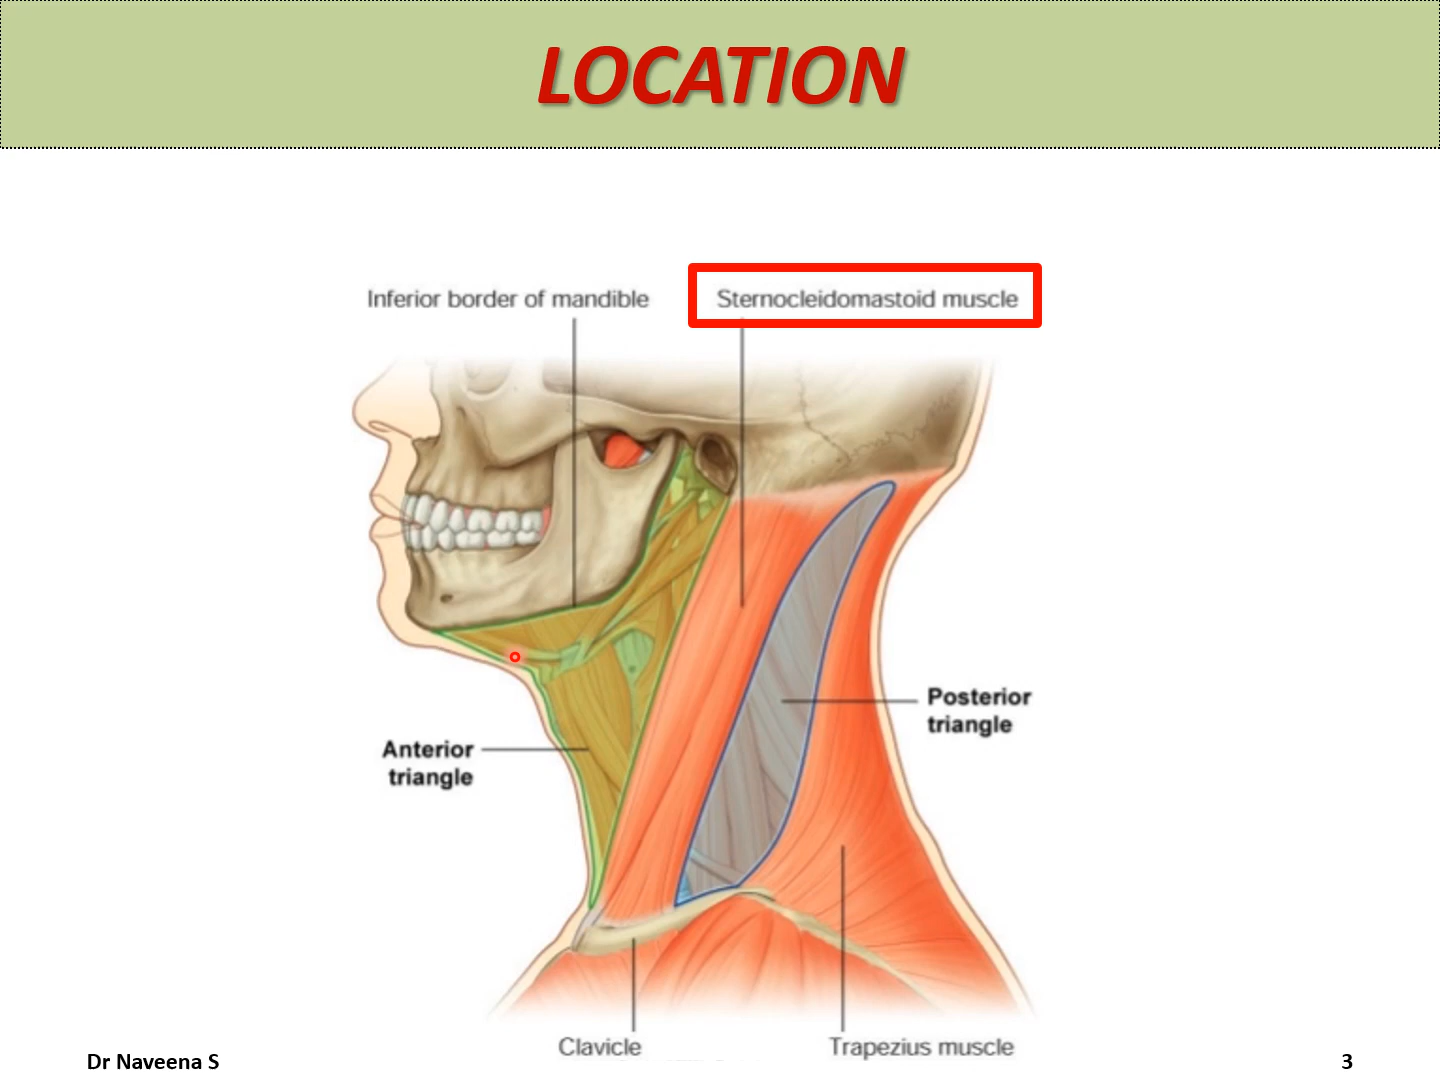 LOCATION
Inferior border of mandible
Sternocleidomastoid muscle
Posterior
triangle
Anterior
triangle
Clavicle
Trapezius muscle
Dr Naveena S
3